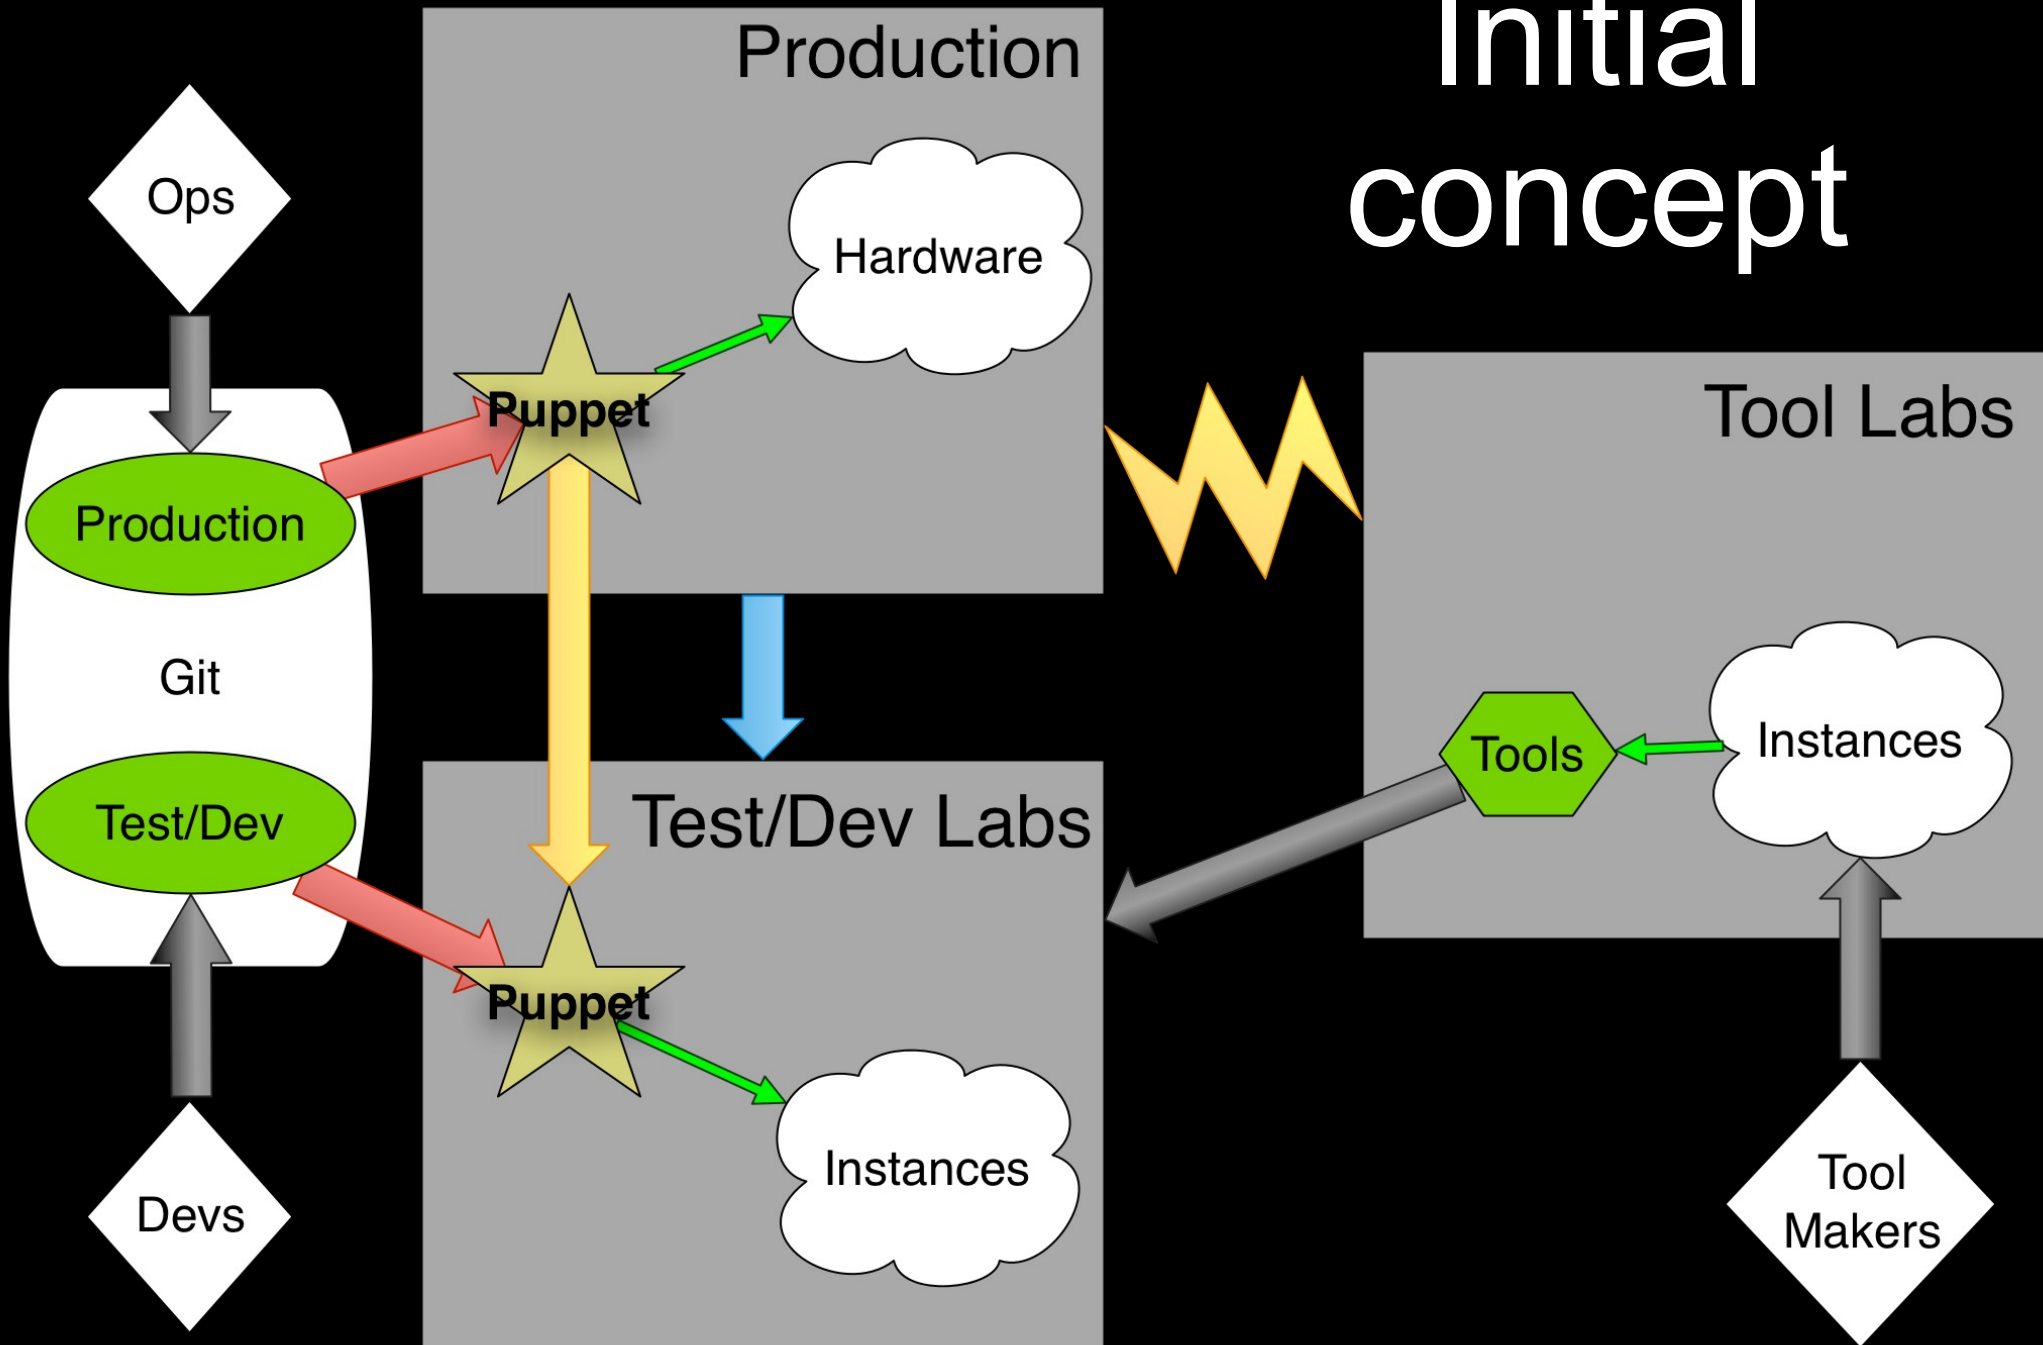 Initial
concept
Production
Ops
Hardware
Puppet
Production
Git
Test/Dev
Tool Labs
Tools
Instances
Test/Dev Labs
Puppet
Instances
Devs
Tool
Makers